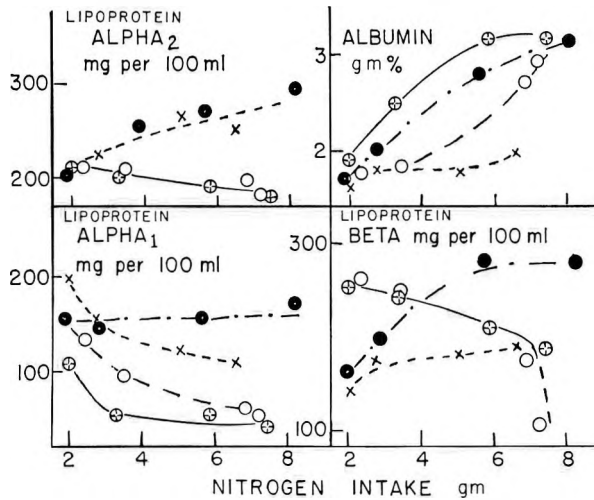 LIPOPROTEIN
ALPHA2
mg per 100 ml
300
200
ALBUMIN
gm%
3
2
LIPOPROTEIN
ALPHA1
mg per 100 ml
200
100
LIPOPROTEIN
BETA mg per 100 ml
300
100
2 4 6 8
2 4 6 8
NITROGEN INTAKE gm